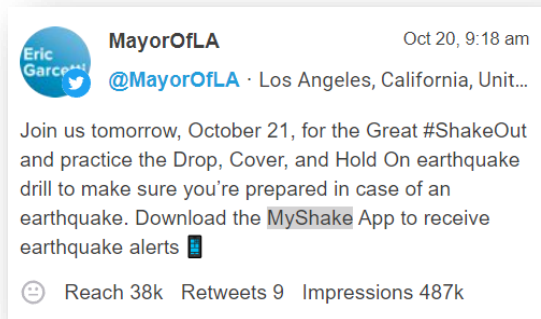 Eric
Garcetti
MayorOfLA
Oct 20, 9:18 am
@MayorOfLA · Los Angeles, California, Unit...
Join us tomorrow, October 21, for the Great #ShakeOut
and practice the Drop, Cover, and Hold On earthquake
drill to make sure you're prepared in case of an
earthquake. Download the MyShake App to receive
earthquake alerts 📱
Reach 38k Retweets 9 Impressions 487k